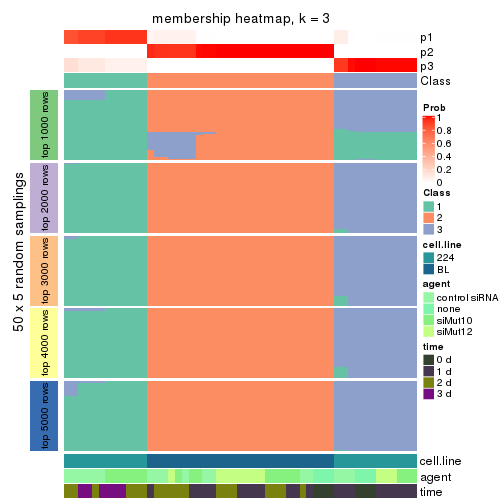 membership heatmap, k = 3
p1
p2
p3
Class
50 x 5 random samplings
top 1000 rows
top 2000 rows
top 3000 rows
top 4000 rows
top 5000 rows
cell.line
agent
time
Prob
1
0.8
0.6
0.4
0.2
0
Class
1
2
3
cell.line
224
BL
agent
control siRNA
none
siMut10
siMut12
time
0 d
1 d
2 d
3 d